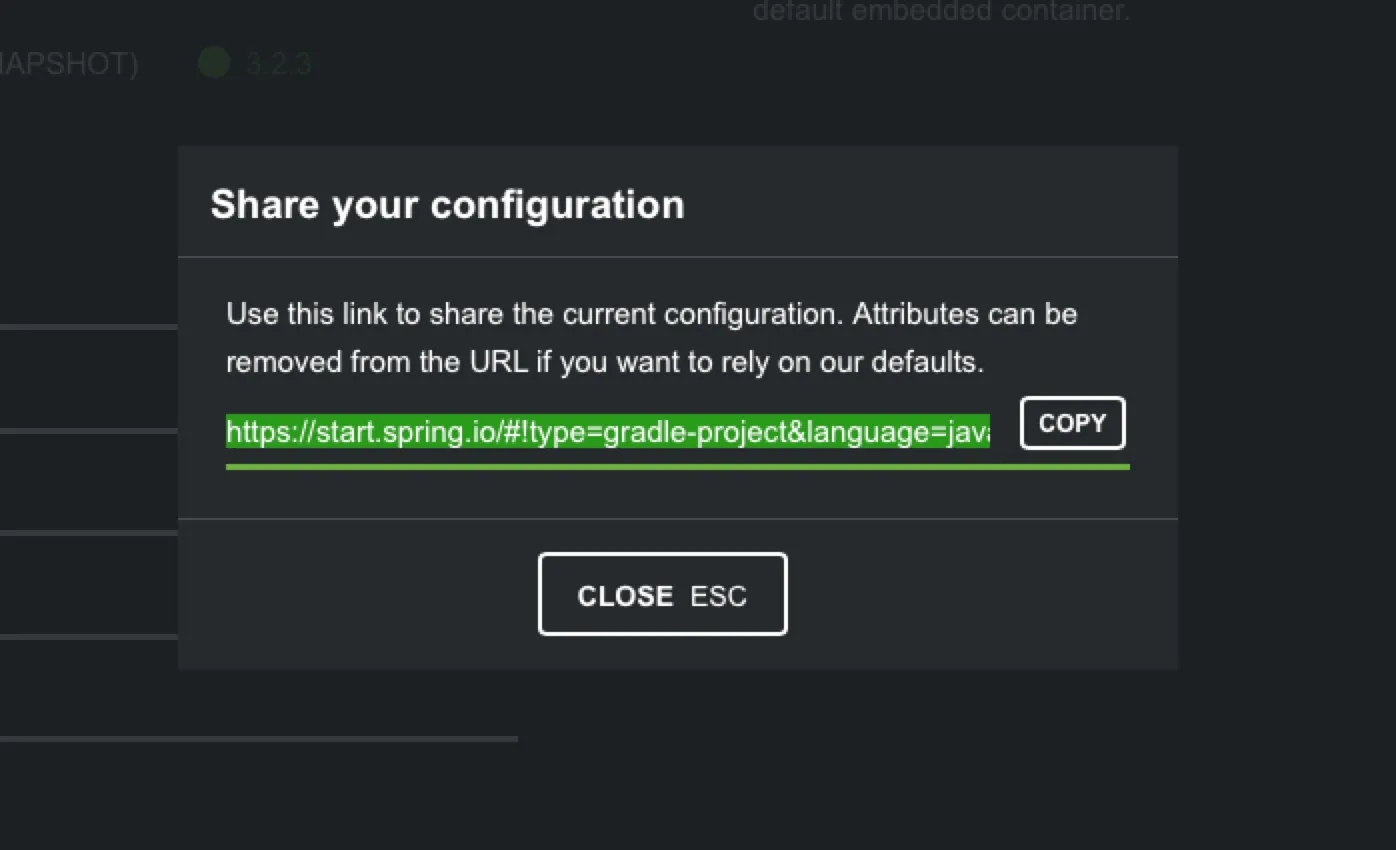 default embedded container.
APSHOT) 3.2.3
Share your configuration
Use this link to share the current configuration. Attributes can be
removed from the URL if you want to rely on our defaults.
https://start.spring.io/#!type=gradle-project&language=java COPY
CLOSE ESC